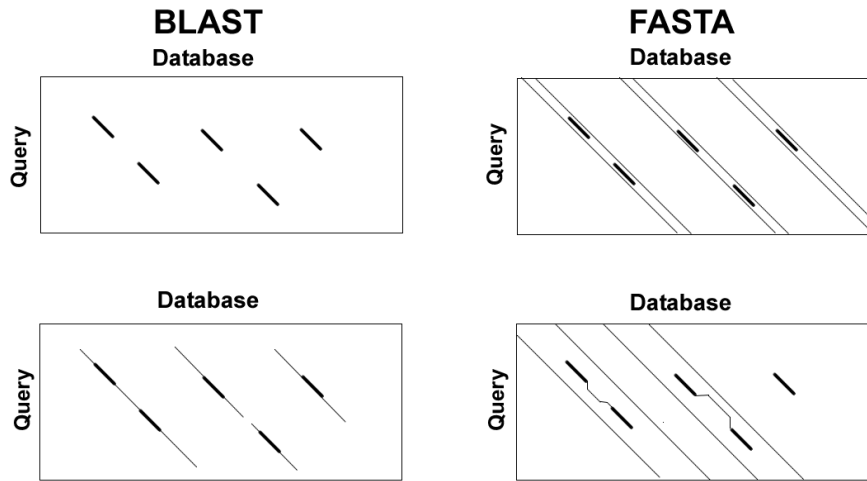 BLAST
Database
Query
FASTA
Database
Query
Database
Query
Database
Query